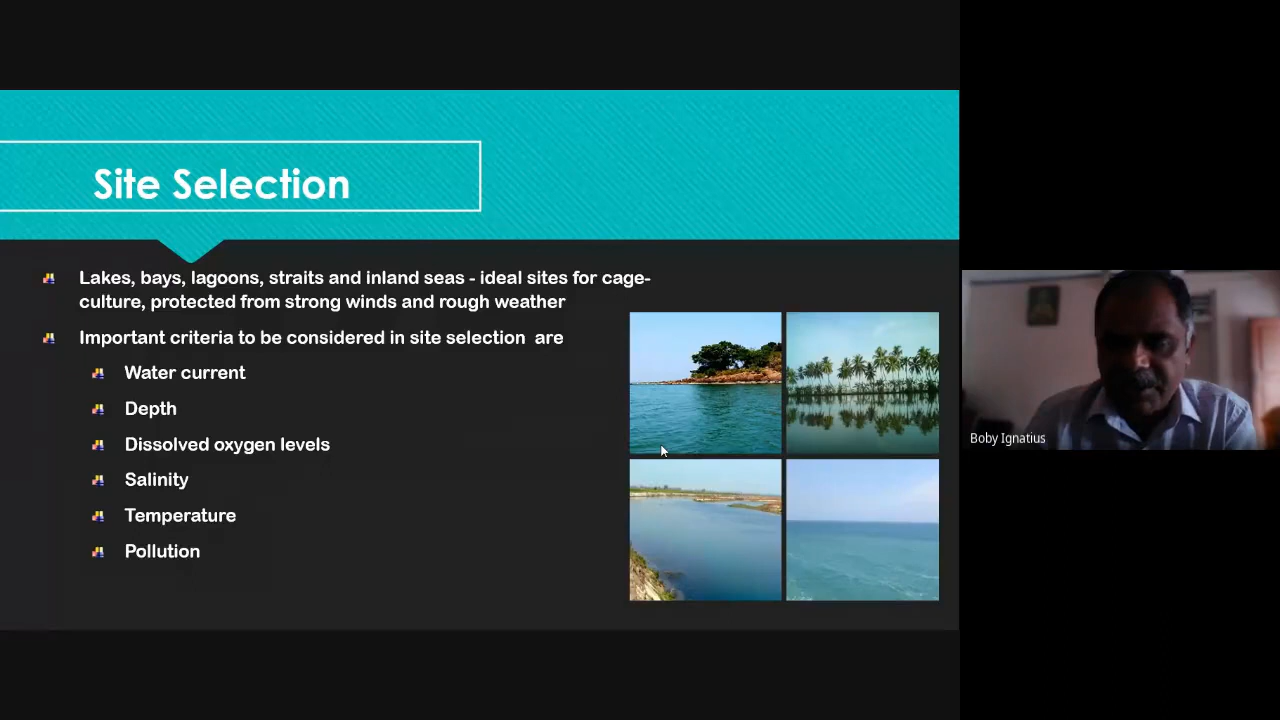 Site Selection
Lakes, bays, lagoons, straits and inland seas - ideal sites for cage-
culture, protected from strong winds and rough weather
Important criteria to be considered in site selection are
Water current
Depth
Dissolved oxygen levels
Salinity
Temperature
Pollution
Boby Ignatius